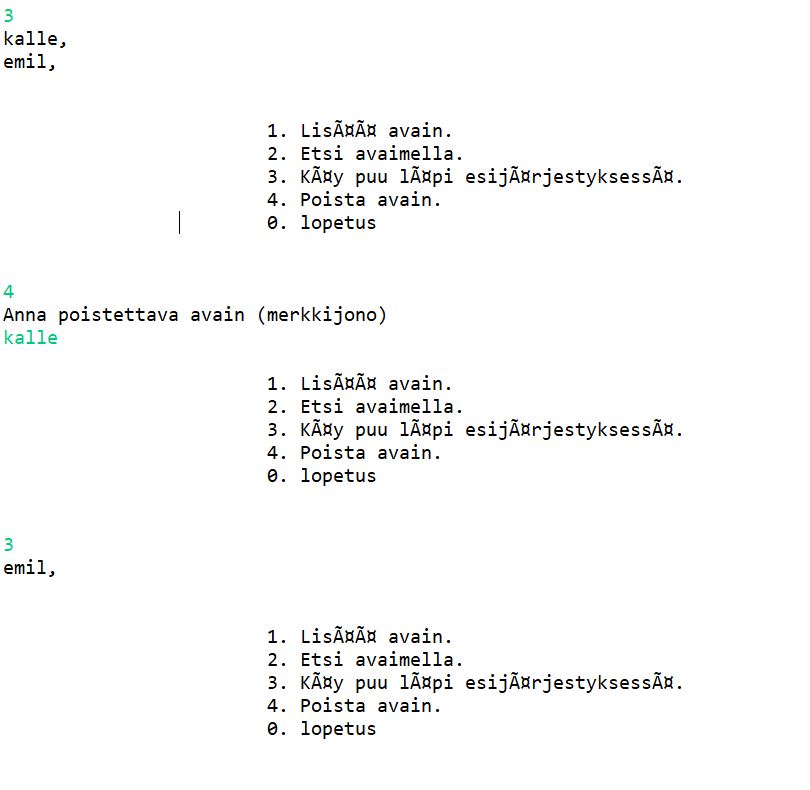 3
kalle,
emil,
1. LisÃ¤Ã¤ avain.
2. Etsi avaimella.
3. KÃ¤y puu lÃ¤pi esijÃ¤rjestyksessÃ¤.
4. Poista avain.
0. lopetus
4
Anna poistettava avain (merkkijono)
kalle
1. LisÃ¤Ã¤ avain.
2. Etsi avaimella.
3. KÃ¤y puu lÃ¤pi esijÃ¤rjestyksessÃ¤.
4. Poista avain.
0. lopetus
3
emil,
1. LisÃ¤Ã¤ avain.
2. Etsi avaimella.
3. KÃ¤y puu lÃ¤pi esijÃ¤rjestyksessÃ¤.
4. Poista avain.
0. lopetus